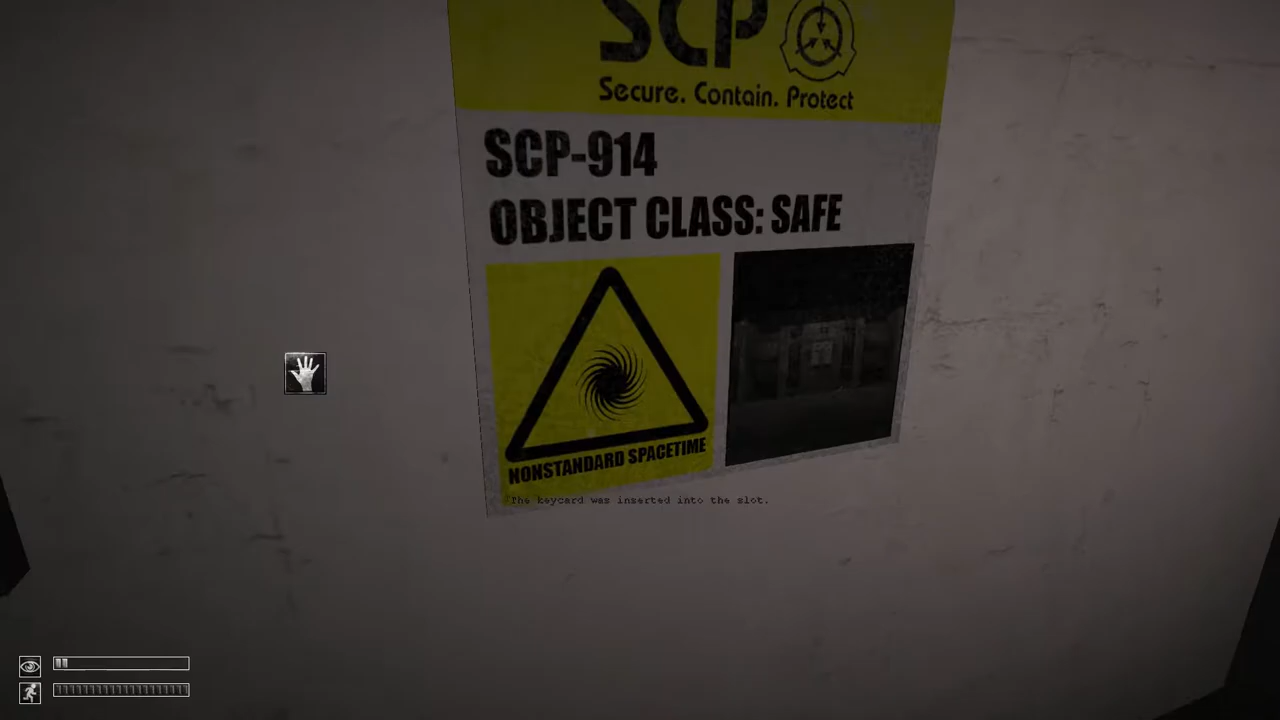 SCP
Secure. Contain. Protect
SCP-914
OBJECT CLASS: SAFE
NONSTANDARD SPACETIME
The keycard was inserted into the slot.